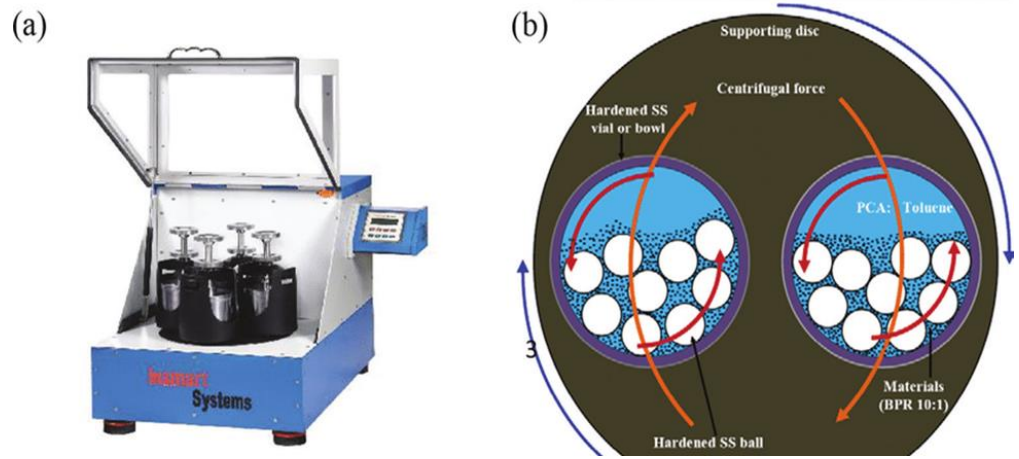 (a)
Insmart
Systems
(b)
Supporting disc
Centrifugal force
Hardened SS
vial or bowl
PCA: Toluene
3
Materials
(BPR 10:1)
Hardened SS ball